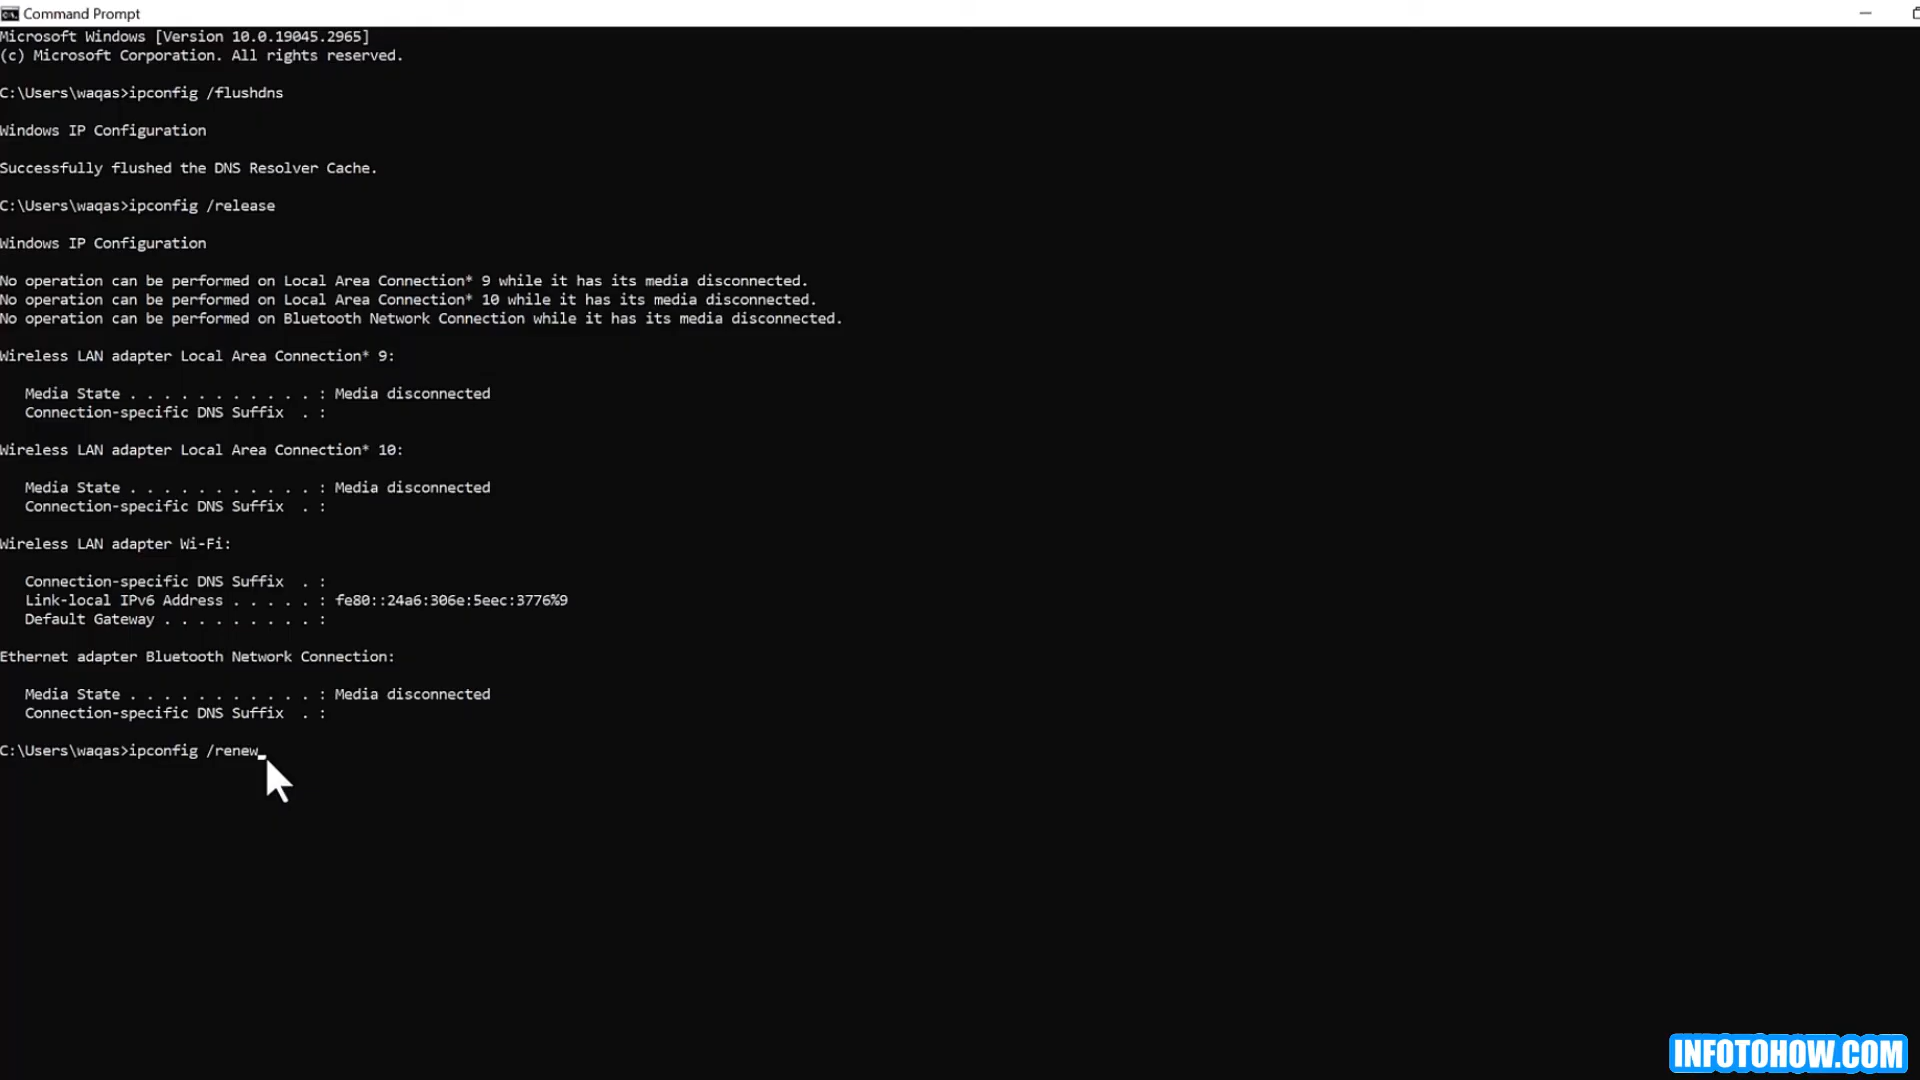 Command Prompt
Microsoft Windows [Version 10.0.19045.2965]
(c) Microsoft Corporation. All rights reserved.
C:\Users\waqas>ipconfig /flushdns
Windows IP Configuration
Successfully flushed the DNS Resolver Cache.
C:\Users\waqas>ipconfig /release
Windows IP Configuration
No operation can be performed on Local Area Connection* 9 while it has its media disconnected.
No operation can be performed on Local Area Connection* 10 while it has its media disconnected.
No operation can be performed on Bluetooth Network Connection while it has its media disconnected.
Wireless LAN adapter Local Area Connection* 9:
   Media State . . . . . . . . . . . : Media disconnected
   Connection-specific DNS Suffix  . :
Wireless LAN adapter Local Area Connection* 10:
   Media State . . . . . . . . . . . : Media disconnected
   Connection-specific DNS Suffix  . :
Wireless LAN adapter Wi-Fi:
   Connection-specific DNS Suffix  . :
   Link-local IPv6 Address . . . . . : fe80::24a6:306e:5eec:3776%9
   Default Gateway . . . . . . . . . :
Ethernet adapter Bluetooth Network Connection:
   Media State . . . . . . . . . . . : Media disconnected
   Connection-specific DNS Suffix  . :
C:\Users\waqas>ipconfig /renew
INFOTOHOW.COM